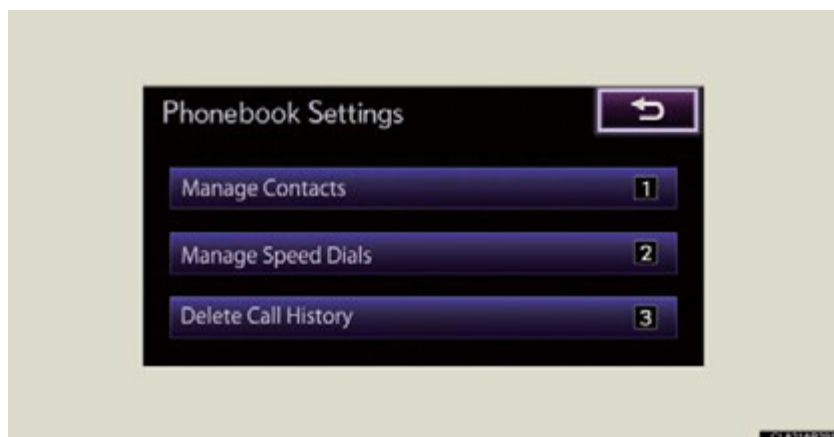 Phonebook Settings
Manage Contacts 1
Manage Speed Dials 2
Delete Call History 3